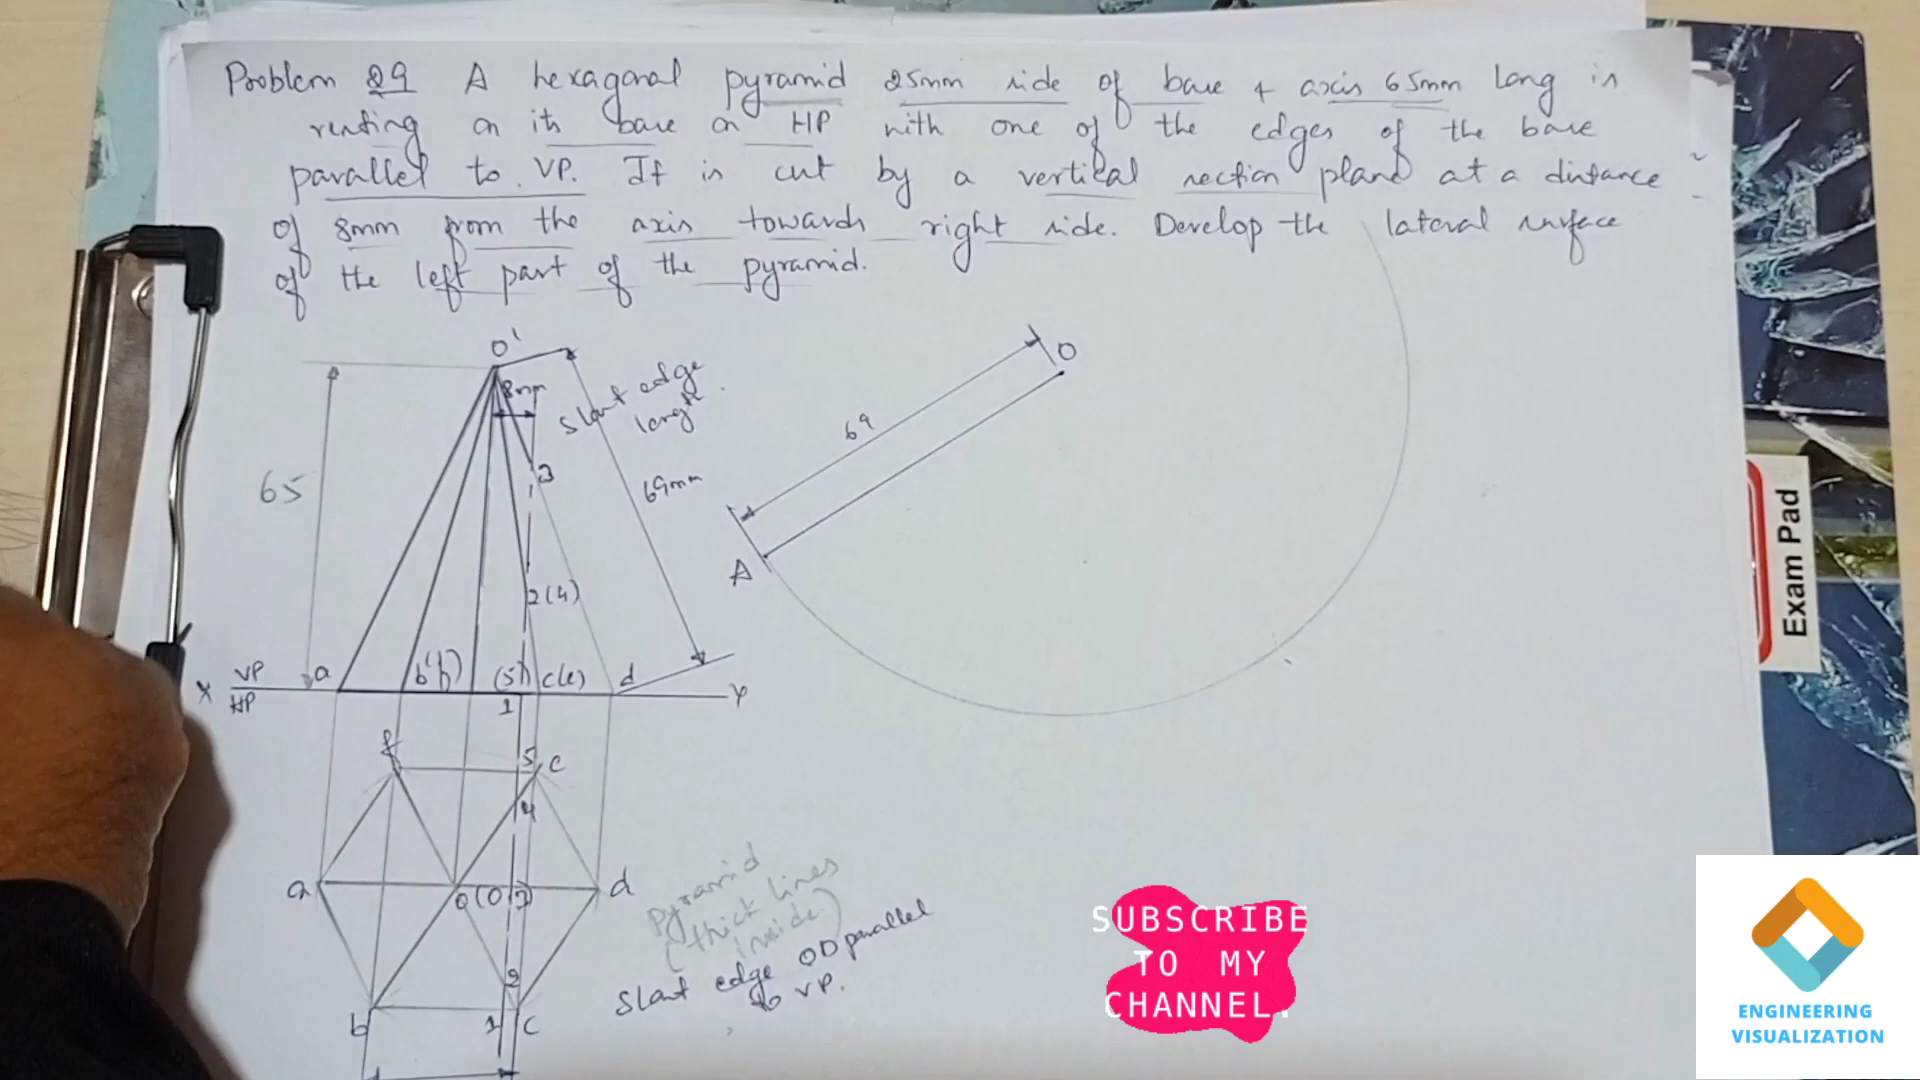 Problem 29 A hexagonal pyramid 25mm side of base & axis 65mm long is
resting on its base on HP with one of the edges of the base
parallel to VP. It is cut by a vertical section plane at a distance
of 8mm from the axis towards right side. Develop the lateral surface
of the left part of the pyramid.
O'
8mm
Slant edge
length
65
3
69mm
2(4)
VP
a
b'(f)
(5)
c(e)
d
X
HP
1
Y
O
69
A
f
5
e
4
a
o(o,3)
d
2
b
1
c
Pyramid
(thick lines
inside)
Slant edge OD parallel
to VP.
Exam Pad
SUBSCRIBE
TO MY
CHANNEL.
ENGINEERING
VISUALIZATION